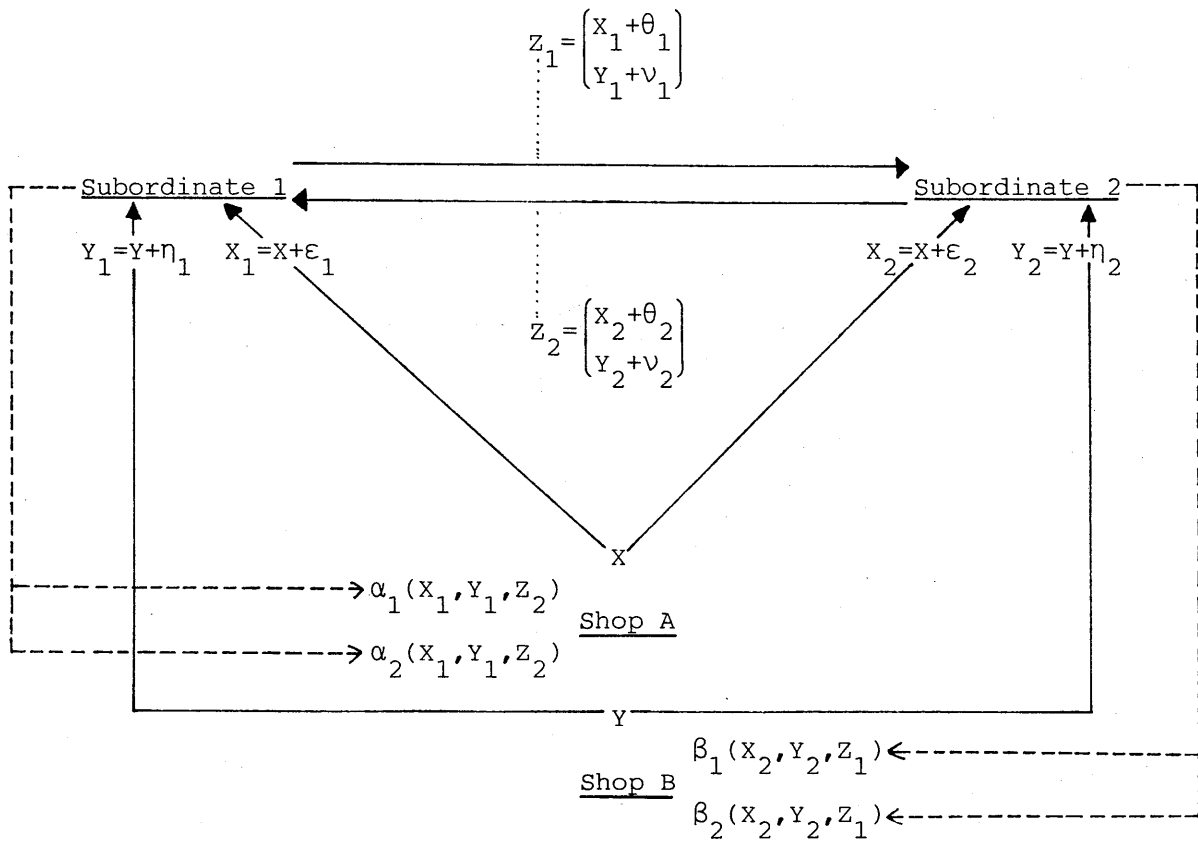 Z₁=(X₁+θ₁
Y₁+ν₁)
Subordinate 1
Subordinate 2
Y₁=Y+η₁ X₁=X+ε₁
X₂=X+ε₂ Y₂=Y+η₂
Z₂=(X₂+θ₂
Y₂+ν₂)
X
α₁(X₁,Y₁,Z₂)
Shop A
α₂(X₁,Y₁,Z₂)
Y
β₁(X₂,Y₂,Z₁)
Shop B
β₂(X₂,Y₂,Z₁)